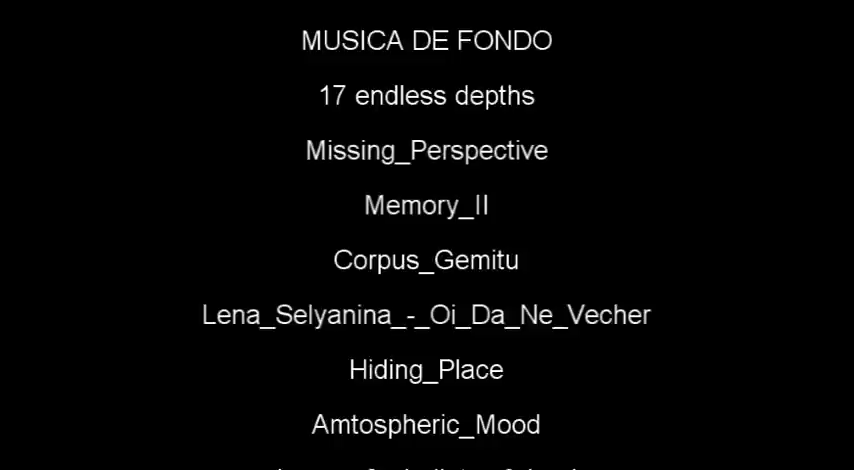 MUSICA DE FONDO
17 endless depths
Missing_Perspective
Memory_II
Corpus_Gemitu
Lena_Selyanina_-_Oi_Da_Ne_Vecher
Hiding_Place
Amtospheric_Mood